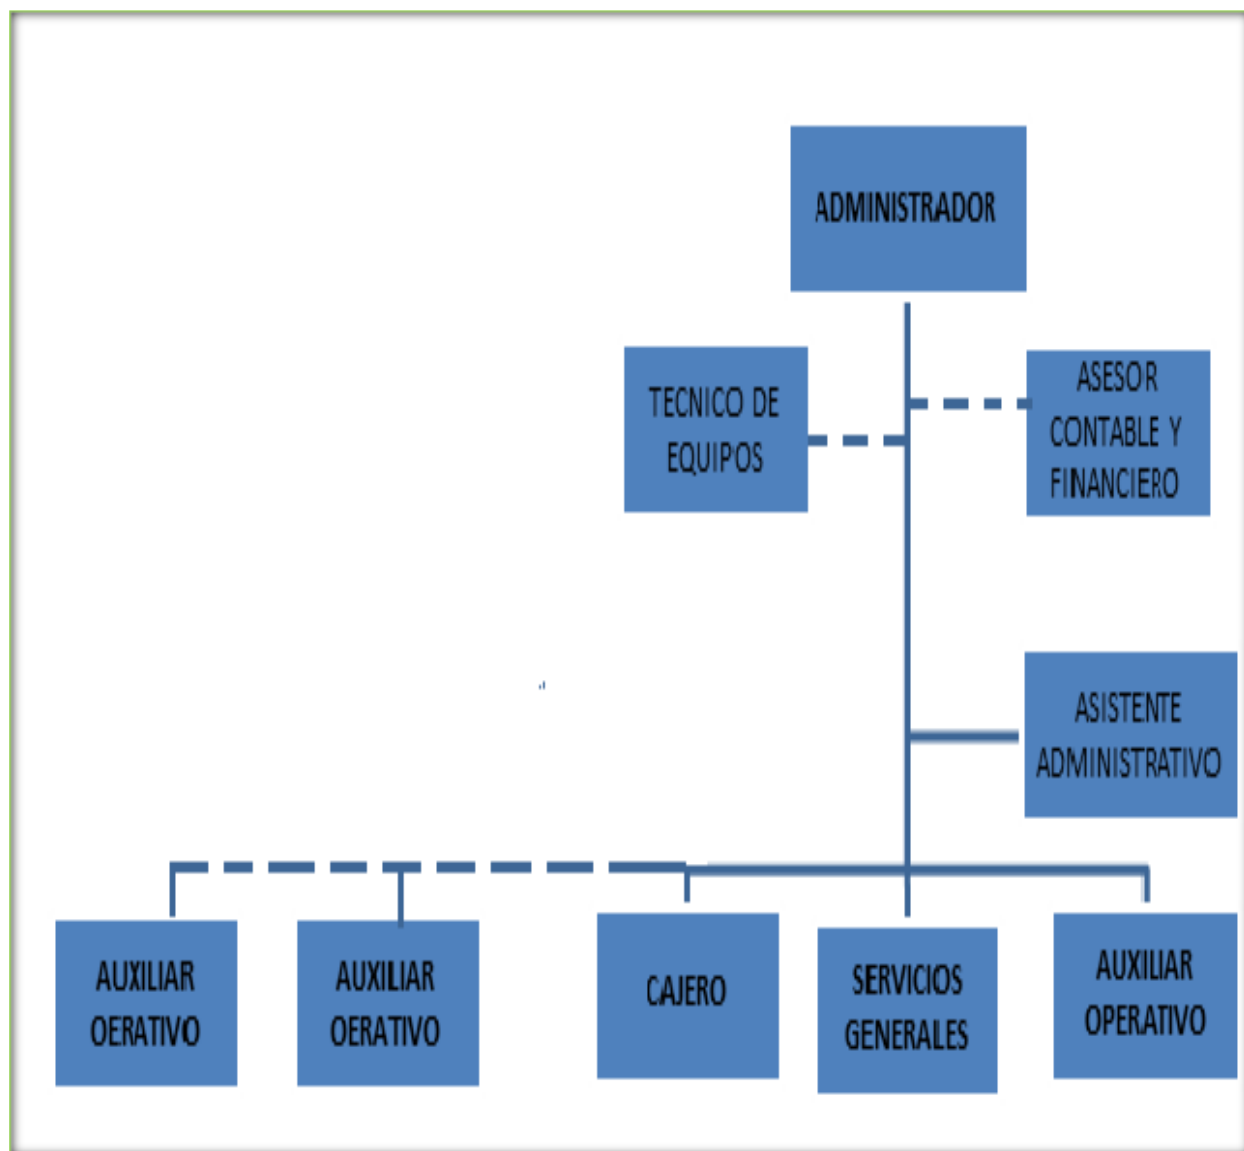 ADMINISTRADOR
TECNICO DE
EQUIPOS
ASESOR
CONTABLE Y
FINANCIERO
ASISTENTE
ADMINISTRATIVO
AUXILIAR
OERATIVO
AUXILIAR
OERATIVO
CAJERO
SERVICIOS
GENERALES
AUXILIAR
OPERATIVO